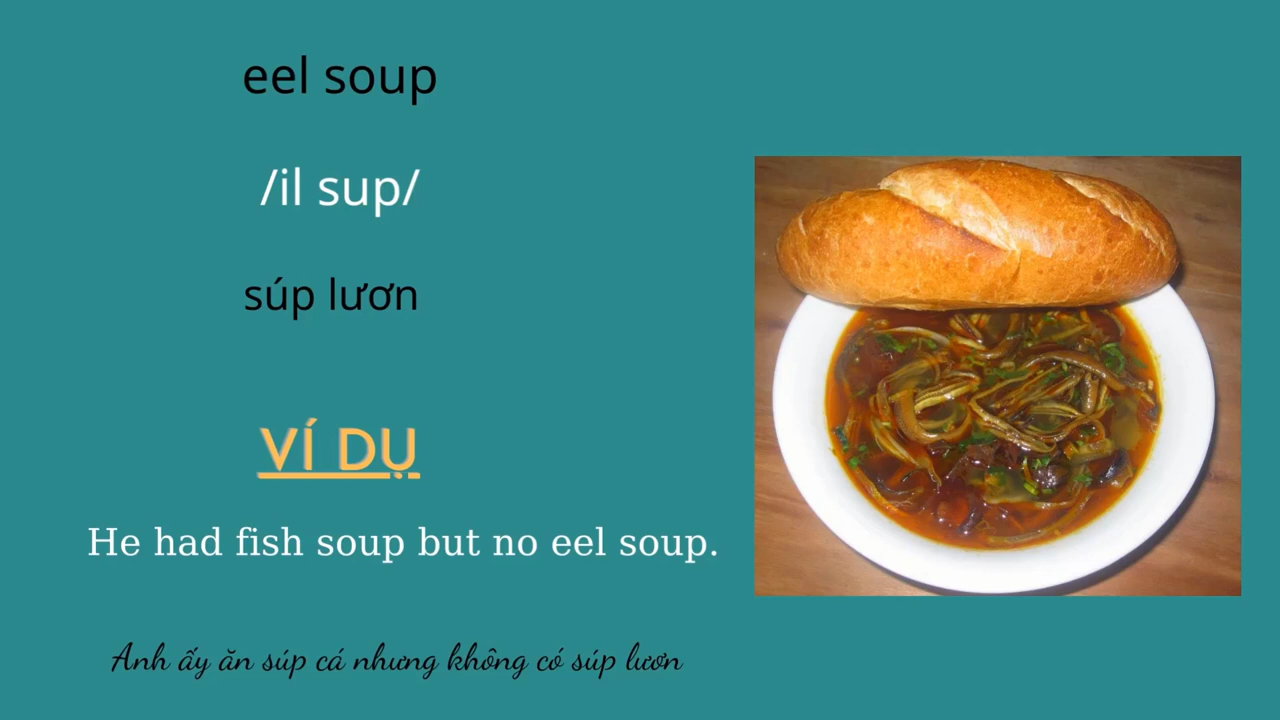 eel soup
/il sup/
súp lươn
VÍ DỤ
He had fish soup but no eel soup.
Anh ấy ăn súp cá nhưng không có súp lươn